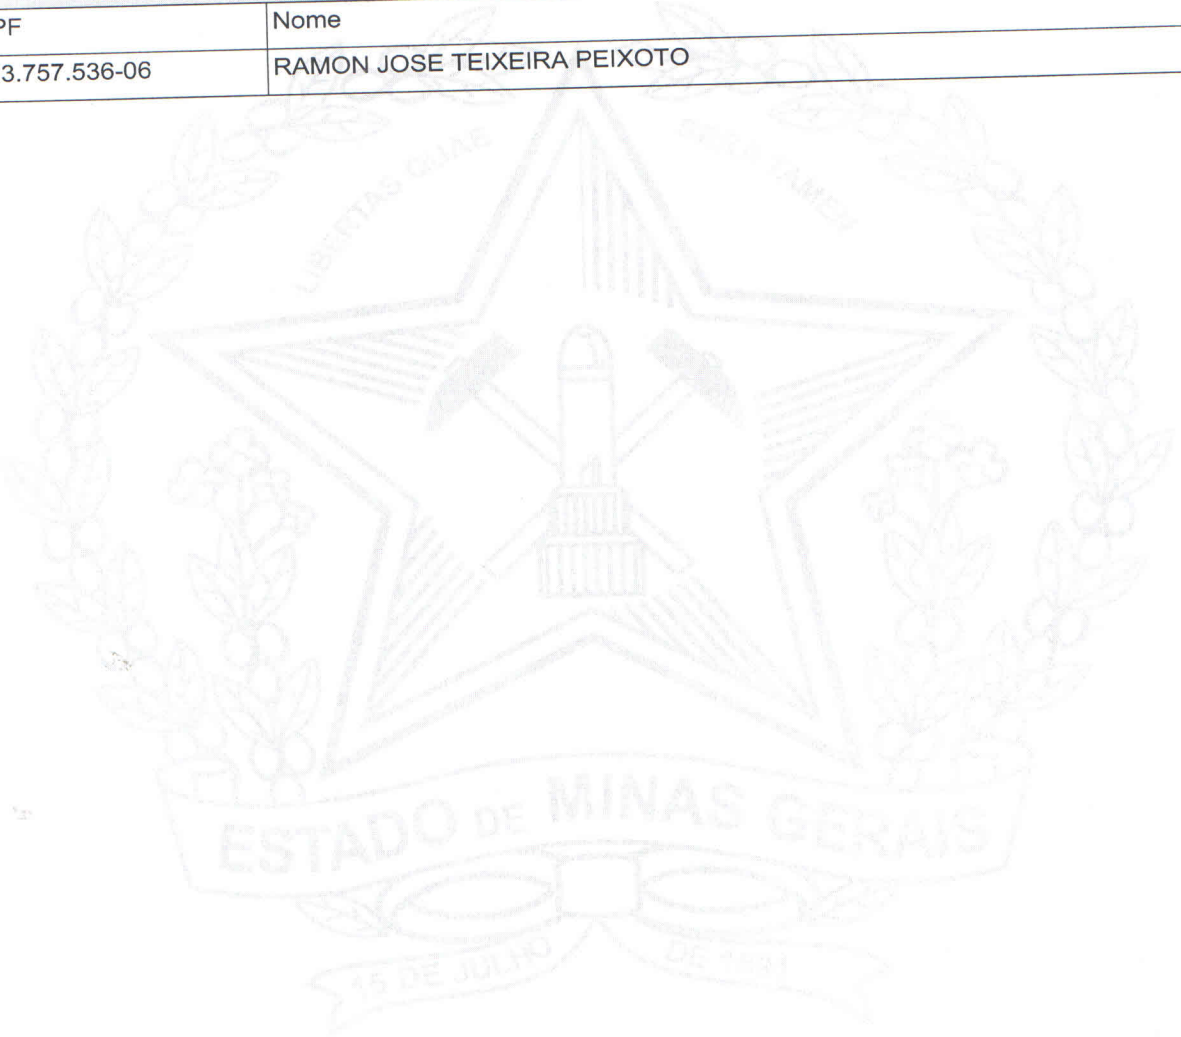 PF Nome
3.757.536-06 RAMON JOSE TEIXEIRA PEIXOTO
LIBERTAS QUAE SERA TAMEN
ESTADO DE MINAS GERAIS
15 DE JULHO DE 1891